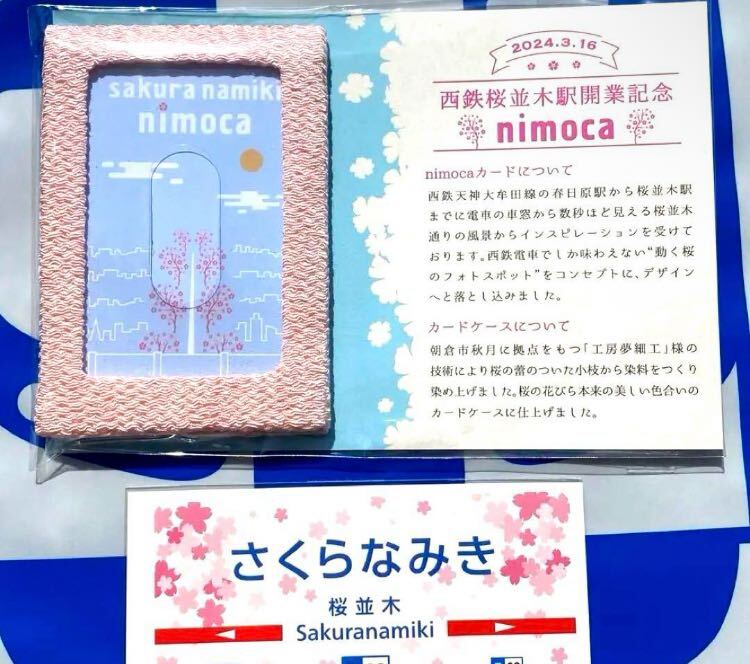 sakura namiki
nimoca
2024.3.16
西鉄桜並木駅開業記念
nimoca
nimocaカードについて
西鉄天神大牟田線の春日原駅から桜並木駅
までに電車の車窓から数秒ほど見える桜並木
通りの風景からインスピレーションを受けて
おります。西鉄電車でしか味わえない“動く桜
のフォトスポット”をコンセプトに、デザイン
へと落とし込みました。
カードケースについて
朝倉市秋月に拠点をもつ「工房夢細工」様の
技術により桜の蕾のついた小枝から染料をつくり
染め上げました。桜の花びら本来の美しい色合いの
カードケースに仕上げました。
さくらなみき
桜並木
Sakuranamiki